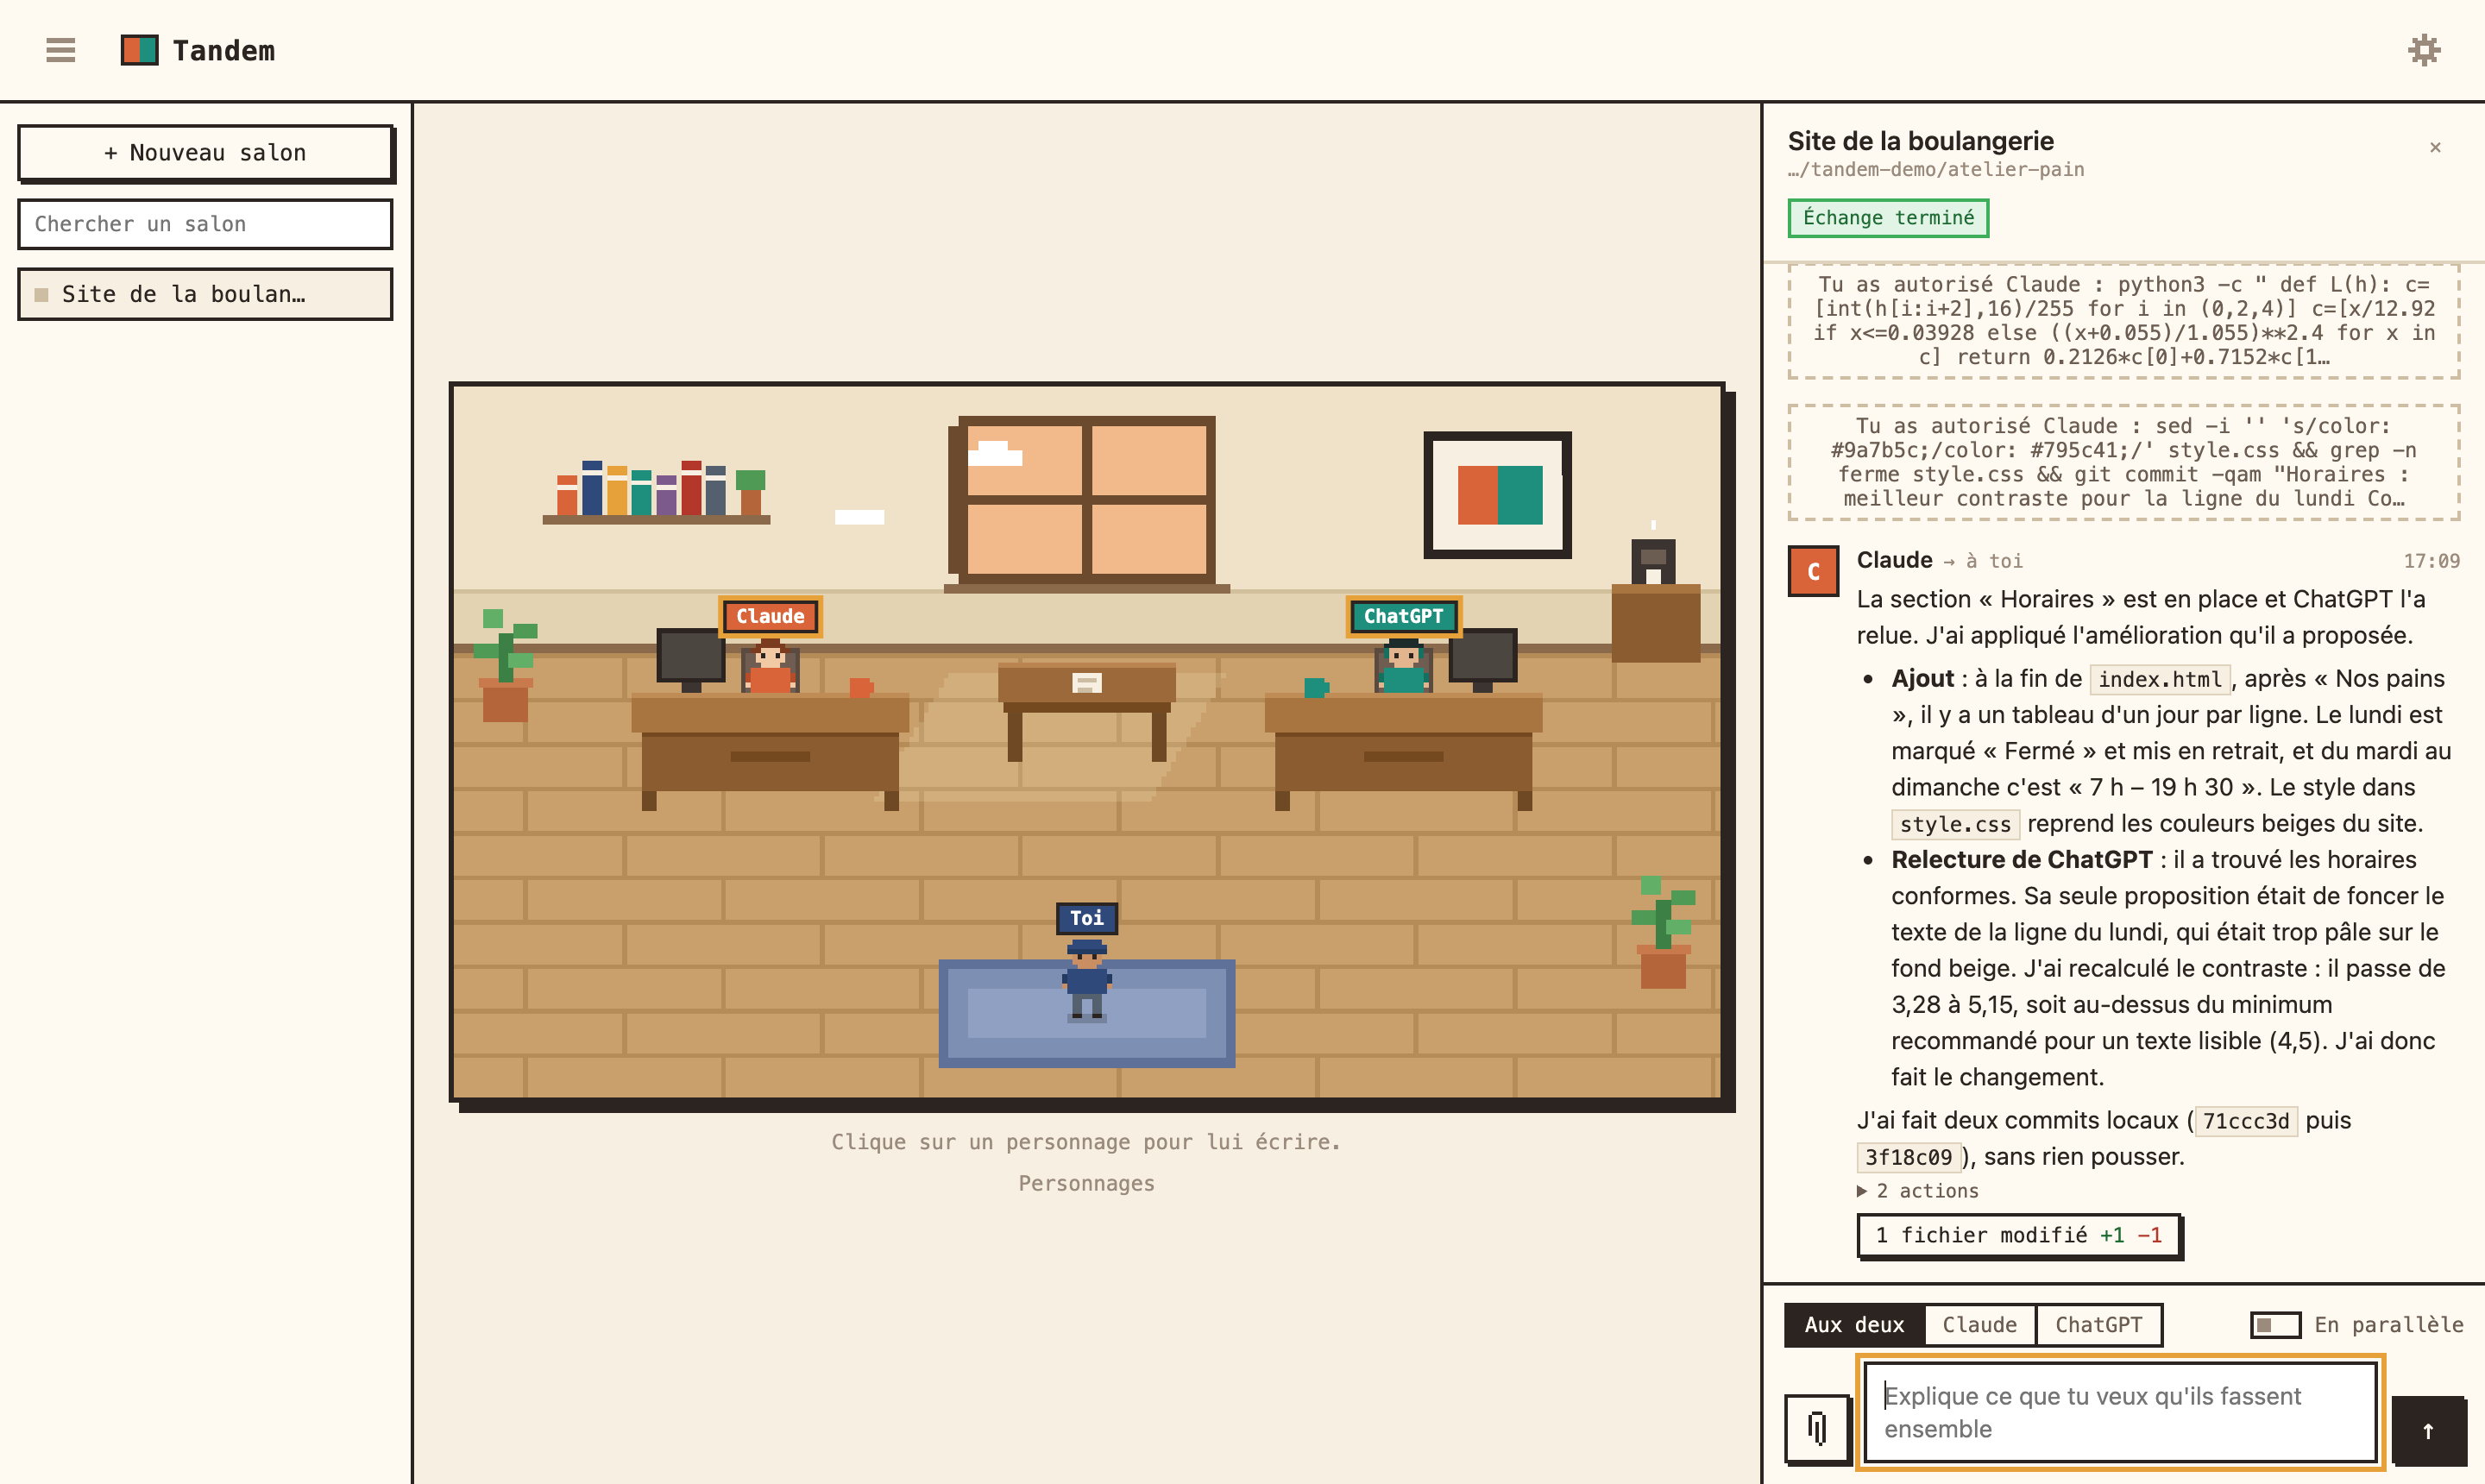 Tandem
+ Nouveau salon
Chercher un salon
Site de la boulan…
Claude
ChatGPT
Toi
Clique sur un personnage pour lui écrire.
Personnages
Site de la boulangerie
×
…/tandem-demo/atelier-pain
Échange terminé
Tu as autorisé Claude : python3 -c " def L(h): c=
[int(h[i:i+2],16)/255 for i in (0,2,4)] c=[x/12.92
if x<=0.03928 else ((x+0.055)/1.055)**2.4 for x in
c] return 0.2126*c[0]+0.7152*c[1…
Tu as autorisé Claude : sed -i '' 's/color:
#9a7b5c;/color: #795c41;/' style.css && grep -n
ferme style.css && git commit -qam "Horaires :
meilleur contraste pour la ligne du lundi Co…
C
Claude → à toi 17:09
La section « Horaires » est en place et ChatGPT l'a
relue. J'ai appliqué l'amélioration qu'il a proposée.
• Ajout : à la fin de index.html, après « Nos pains
», il y a un tableau d'un jour par ligne. Le lundi est
marqué « Fermé » et mis en retrait, et du mardi au
dimanche c'est « 7 h – 19 h 30 ». Le style dans
style.css reprend les couleurs beiges du site.
• Relecture de ChatGPT : il a trouvé les horaires
conformes. Sa seule proposition était de foncer le
texte de la ligne du lundi, qui était trop pâle sur le
fond beige. J'ai recalculé le contraste : il passe de
3,28 à 5,15, soit au-dessus du minimum
recommandé pour un texte lisible (4,5). J'ai donc
fait le changement.
J'ai fait deux commits locaux (71ccc3d puis
3f18c09), sans rien pousser.
▶ 2 actions
1 fichier modifié +1 −1
Aux deux Claude ChatGPT En parallèle
Explique ce que tu veux qu'ils fassent
ensemble
↑